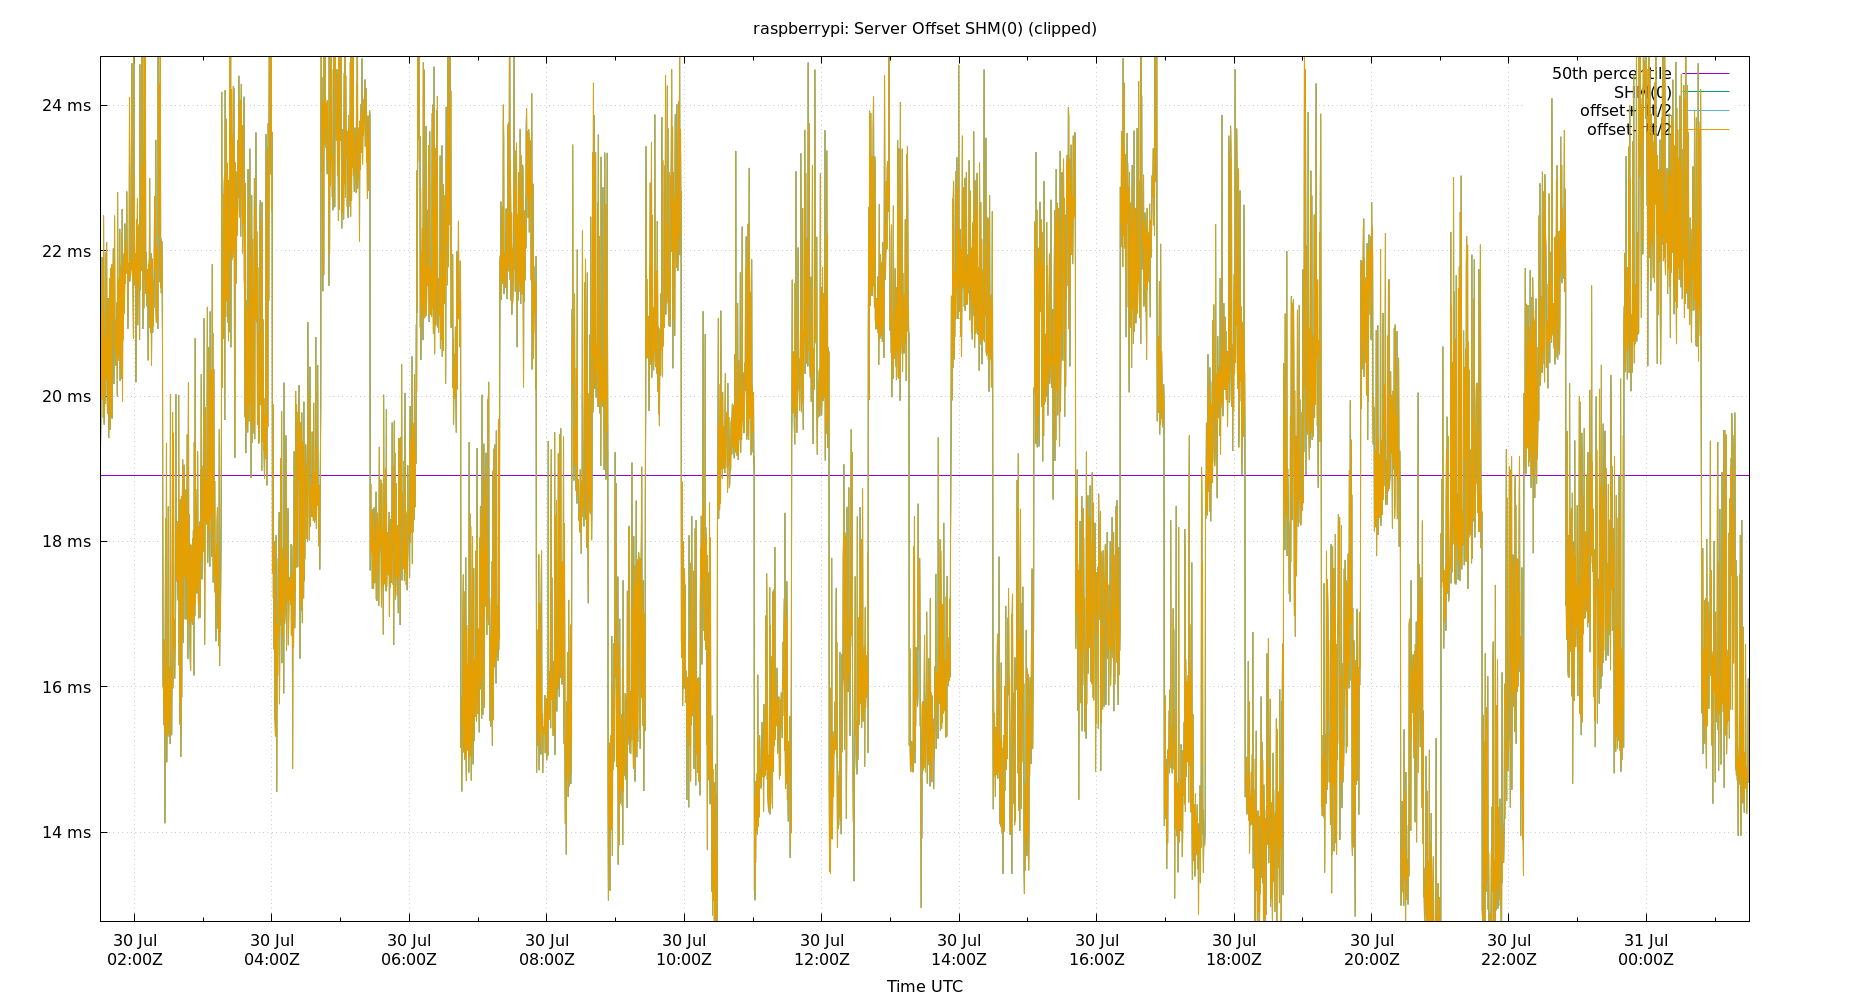 raspberrypi: Server Offset SHM(0) (clipped)
50th percentile
SHM(0)
offset+rtt/2
offset-rtt/2
24 ms
22 ms
20 ms
18 ms
16 ms
14 ms
30 Jul 30 Jul 30 Jul 30 Jul 30 Jul 30 Jul 30 Jul 30 Jul 30 Jul 30 Jul 30 Jul 31 Jul
02:00Z 04:00Z 06:00Z 08:00Z 10:00Z 12:00Z 14:00Z 16:00Z 18:00Z 20:00Z 22:00Z 00:00Z
Time UTC